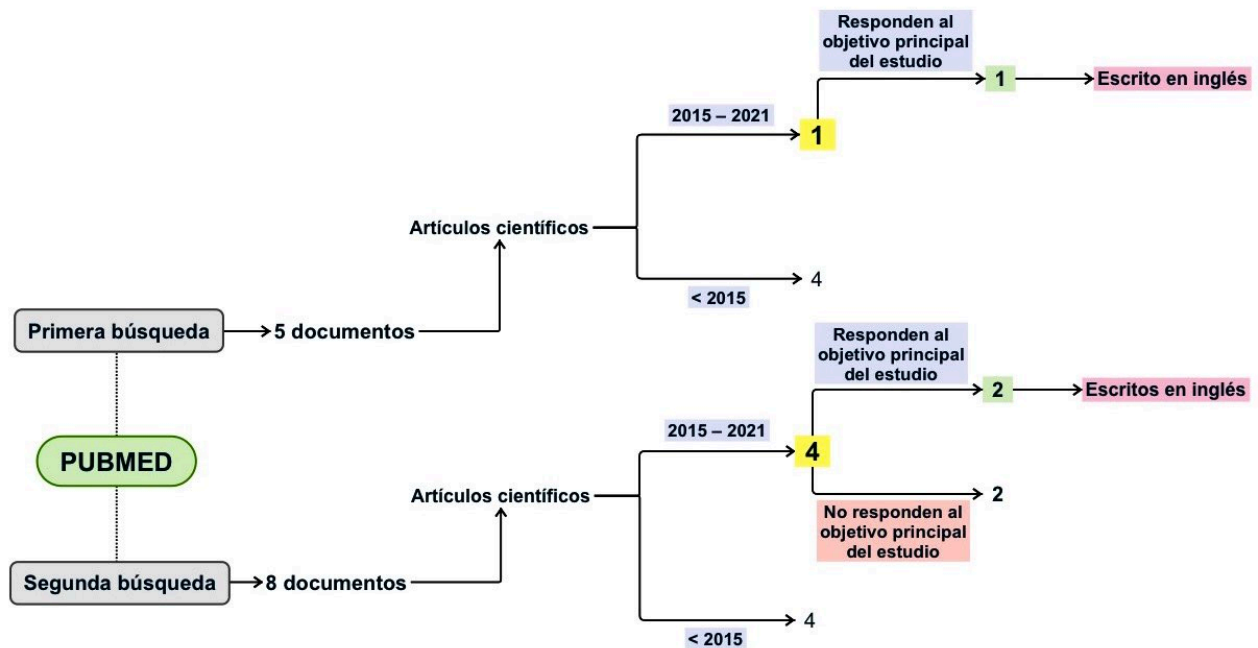 Responden al
objetivo principal
del estudio
1
Escrito en inglés
2015 – 2021
1
Artículos científicos
4
< 2015
Primera búsqueda
5 documentos
Responden al
objetivo principal
del estudio
2
Escritos en inglés
2015 – 2021
4
PUBMED
Artículos científicos
2
No responden al
objetivo principal
del estudio
Segunda búsqueda
8 documentos
4
< 2015